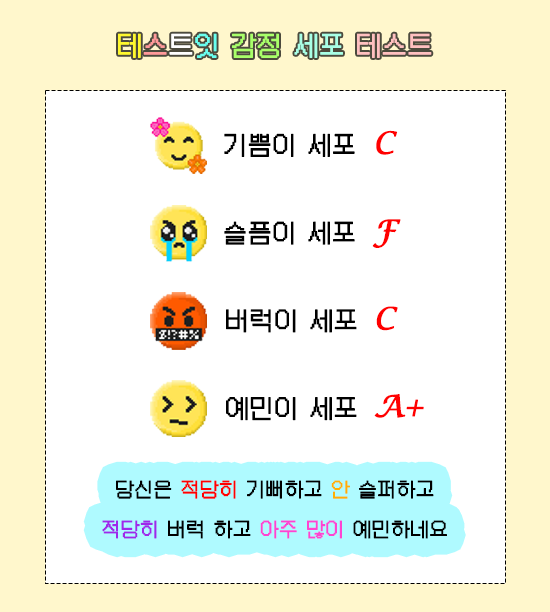 테스트잇 감정 세포 테스트
기쁨이 세포 C
슬픔이 세포 F
$!?#%
버럭이 세포 C
예민이 세포 A+
당신은 적당히 기뻐하고 안 슬퍼하고
적당히 버럭 하고 아주 많이 예민하네요